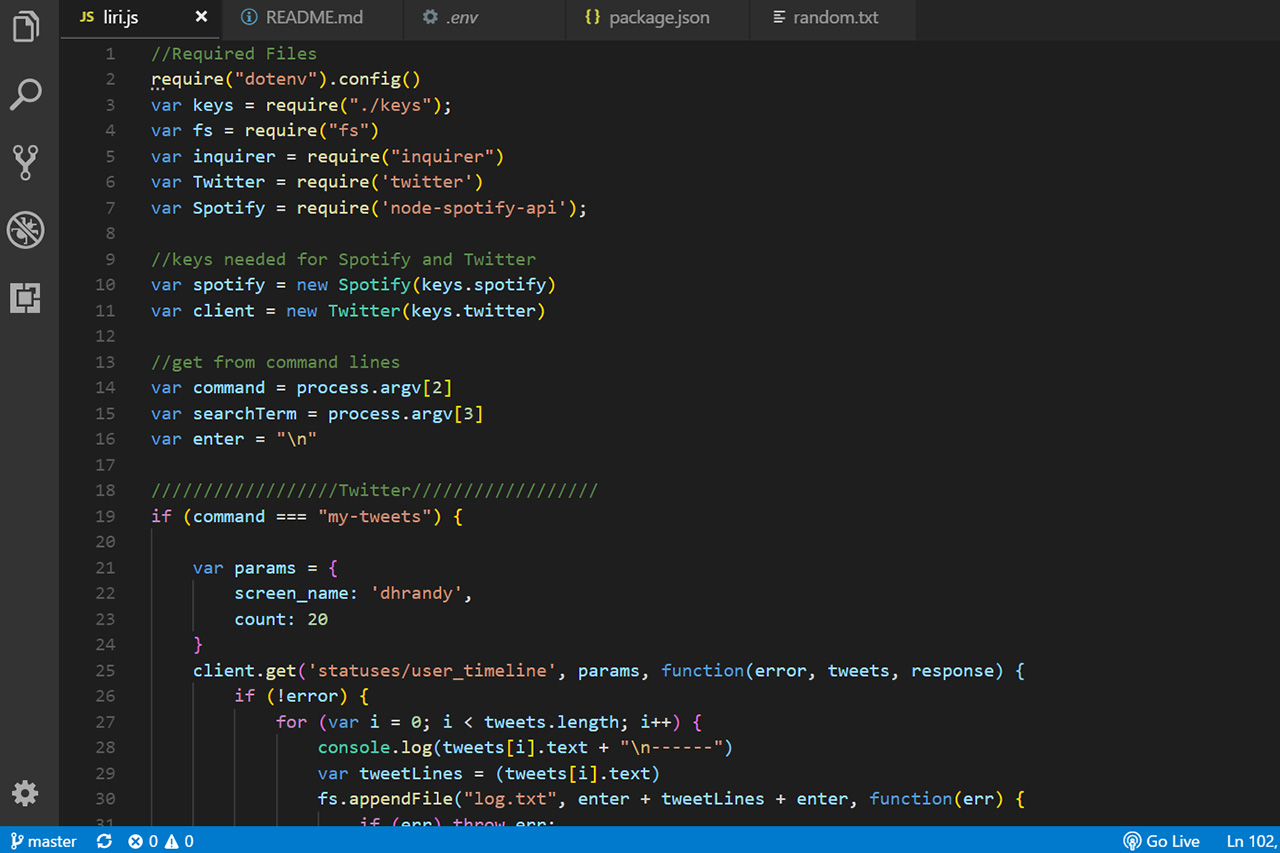 JS liri.js × README.md .env {} package.json random.txt
1 //Required Files
2 require("dotenv").config()
3 var keys = require("./keys");
4 var fs = require("fs")
5 var inquirer = require("inquirer")
6 var Twitter = require('twitter')
7 var Spotify = require('node-spotify-api');
8
9 //keys needed for Spotify and Twitter
10 var spotify = new Spotify(keys.spotify)
11 var client = new Twitter(keys.twitter)
12
13 //get from command lines
14 var command = process.argv[2]
15 var searchTerm = process.argv[3]
16 var enter = "\n"
17
18 //////////////////Twitter//////////////////
19 if (command === "my-tweets") {
20
21 var params = {
22 screen_name: 'dhrandy',
23 count: 20
24 }
25 client.get('statuses/user_timeline', params, function(error, tweets, response) {
26 if (!error) {
27 for (var i = 0; i < tweets.length; i++) {
28 console.log(tweets[i].text + "\n------")
29 var tweetLines = (tweets[i].text)
30 fs.appendFile("log.txt", enter + tweetLines + enter, function(err) {
31 if (err) throw err;
master 0 0 Go Live Ln 102,